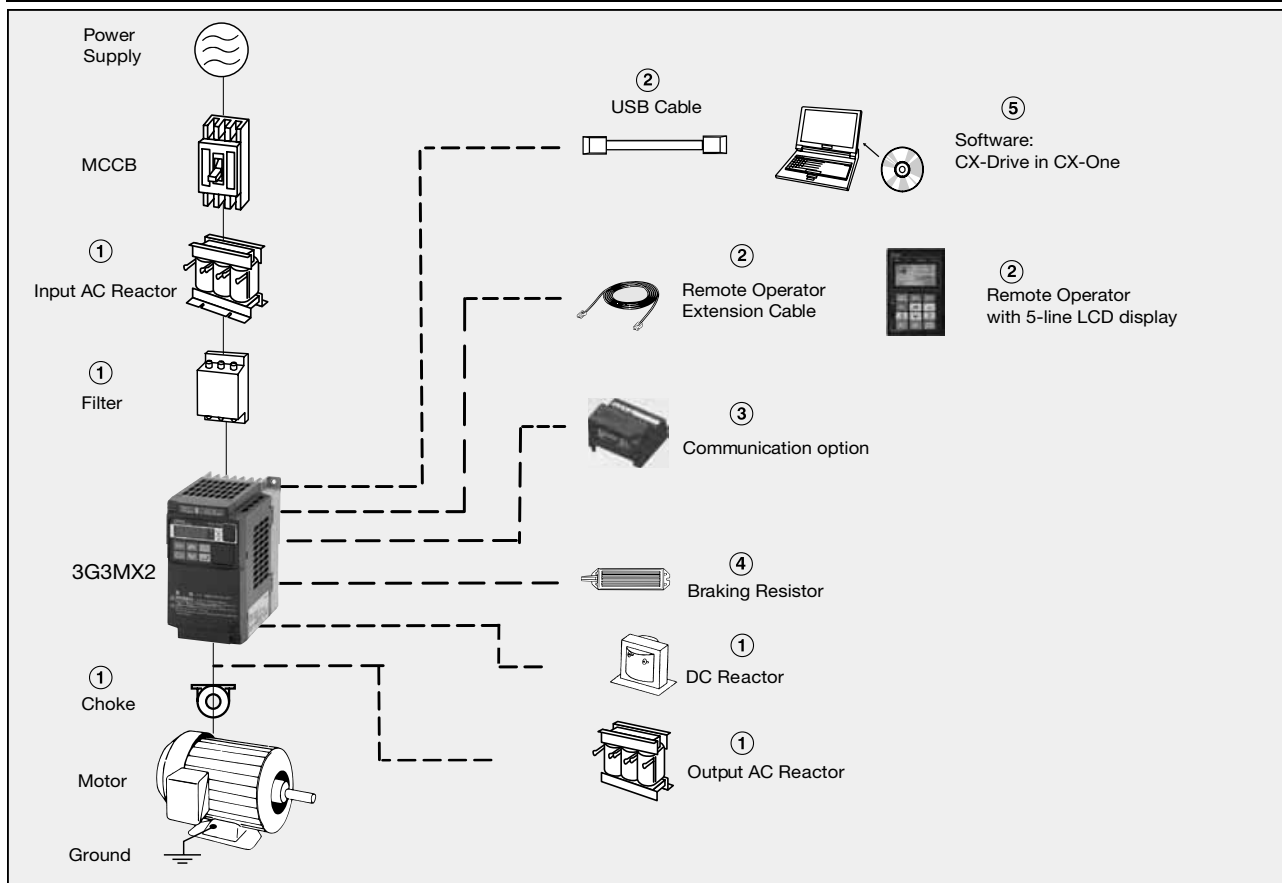 Power
Supply
MCCB
①
Input AC Reactor
①
Filter
3G3MX2
①
Choke
Motor
Ground
②
USB Cable
⑤
Software:
CX-Drive in CX-One
②
Remote Operator
Extension Cable
②
Remote Operator
with 5-line LCD display
③
Communication option
④
Braking Resistor
①
DC Reactor
①
Output AC Reactor